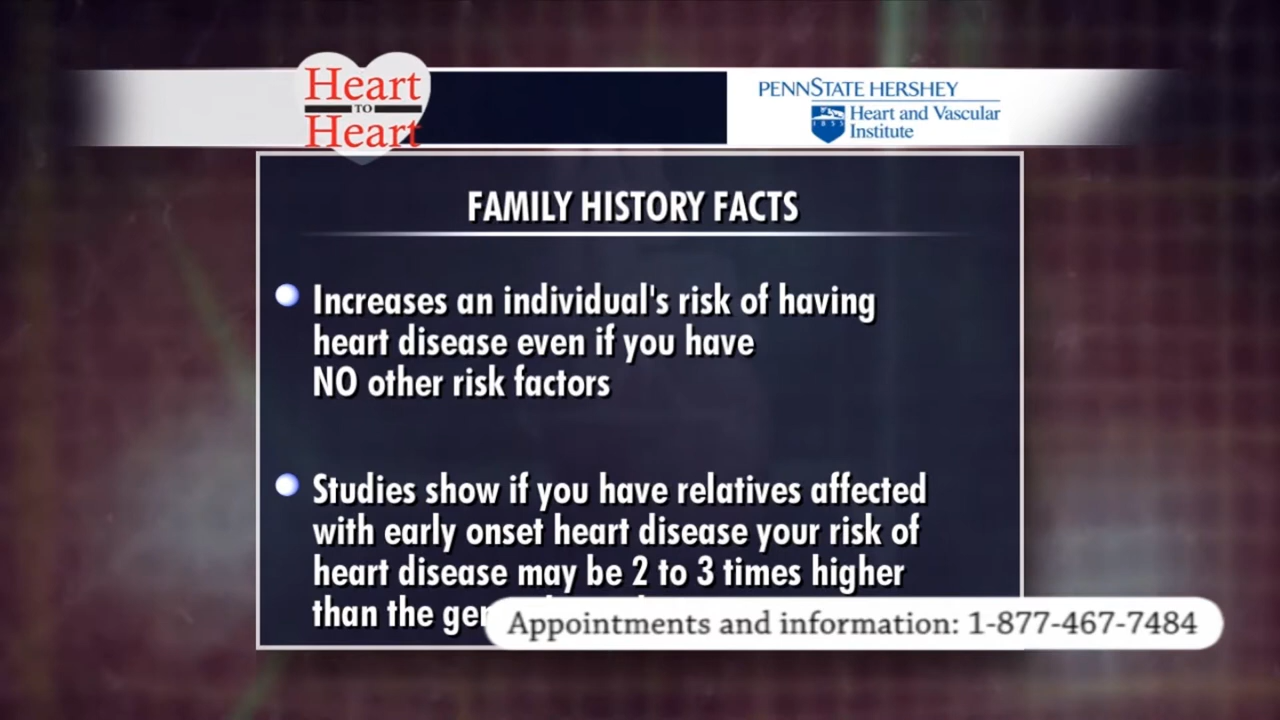 Heart
TO
Heart
PENNSTATE HERSHEY
Heart and Vascular
Institute
1855
FAMILY HISTORY FACTS
Increases an individual's risk of having
heart disease even if you have
NO other risk factors
Studies show if you have relatives affected
with early onset heart disease your risk of
heart disease may be 2 to 3 times higher
than the
Appointments and information: 1-877-467-7484